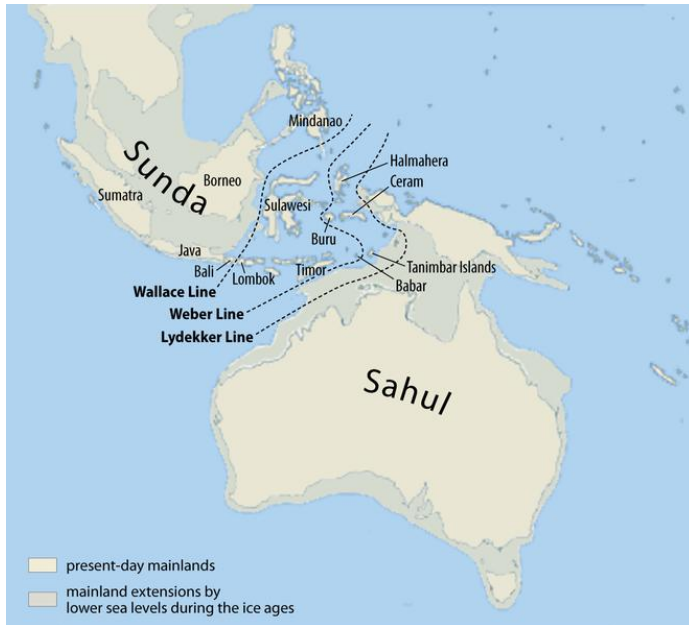 Mindanao
Sunda
Halmahera
Ceram
Borneo
Sumatra
Sulawesi
Buru
Java
Bali
Lombok
Timor
Tanimbar Islands
Babar
Wallace Line
Weber Line
Lydekker Line
Sahul
present-day mainlands
mainland extensions by
lower sea levels during the ice ages